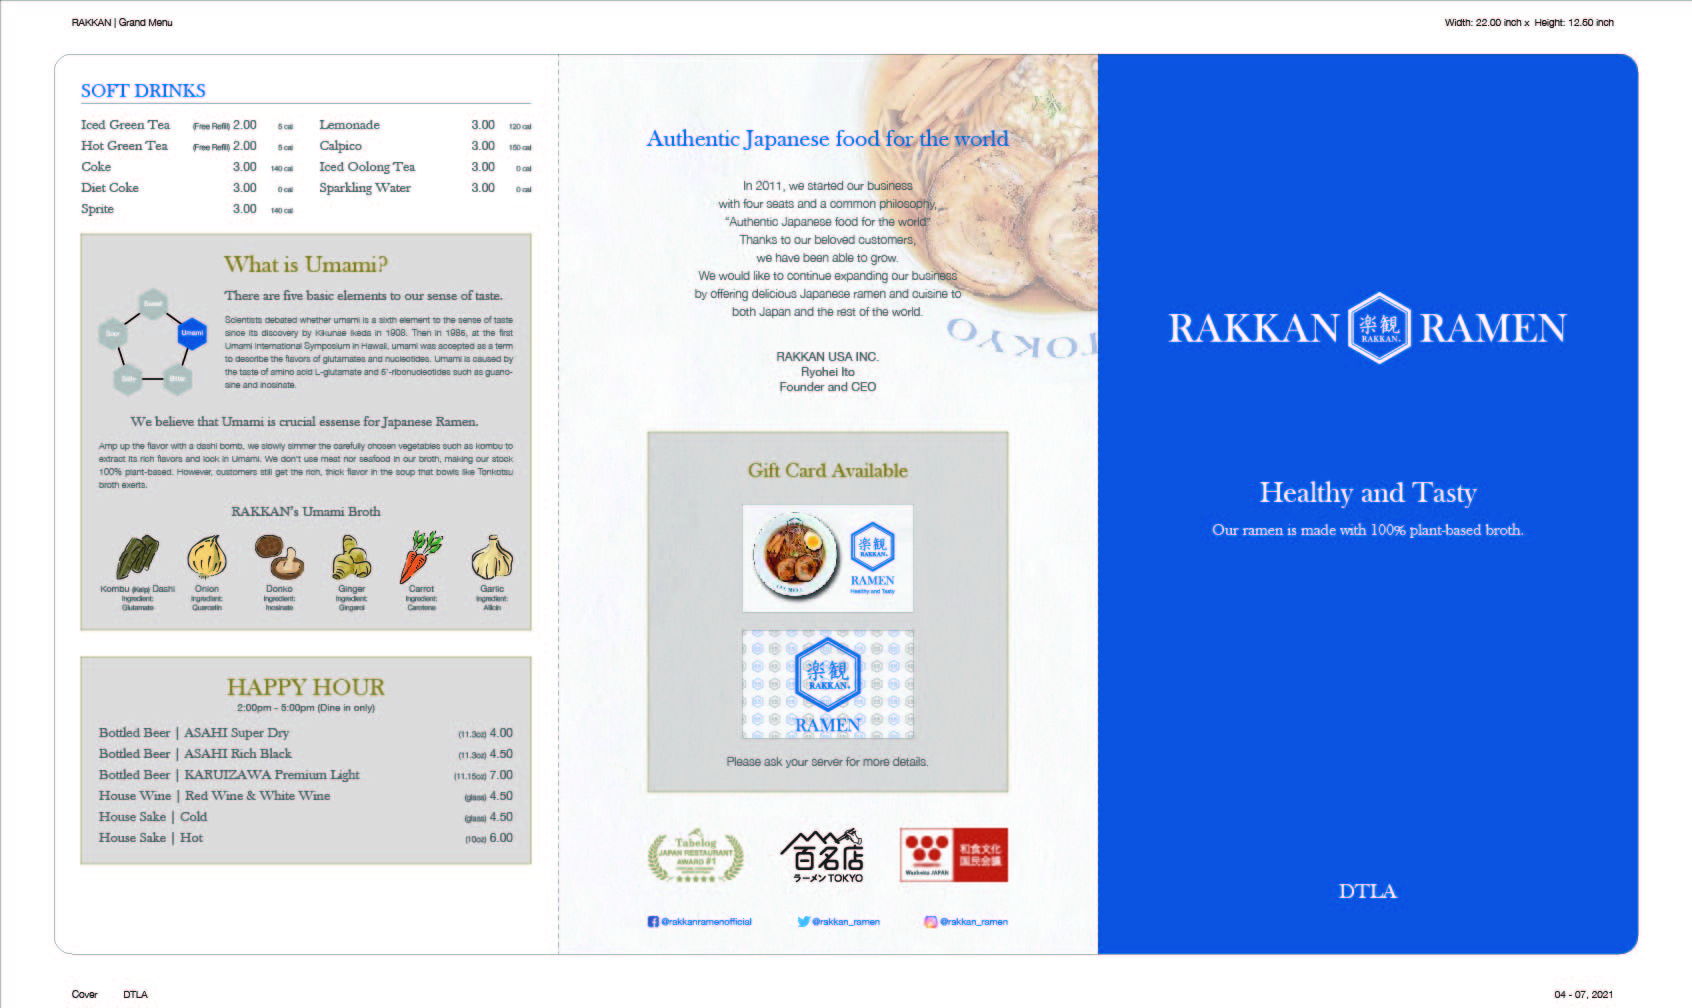 RAKKAN | Grand Menu
Width: 22.00 inch x Height: 12.50 inch
SOFT DRINKS
Iced Green Tea (Free Refill) 2.00 5 cal
Hot Green Tea (Free Refill) 2.00 5 cal
Coke 3.00 140 cal
Diet Coke 3.00 0 cal
Sprite 3.00 140 cal
Lemonade 3.00 120 cal
Calpico 3.00 150 cal
Iced Oolong Tea 3.00 0 cal
Sparkling Water 3.00 0 cal
What is Umami?
There are five basic elements to our sense of taste.
Sweet
Sour
Umami
Salty
Bitter
Scientists debated whether umami is a sixth element to the sense of taste
since its discovery by Kikunae Ikeda in 1908. Then in 1985, at the first
Umami International Symposium in Hawaii, umami was accepted as a term
to describe the flavors of glutamates and nucleotides. Umami is caused by
the taste of amino acid L-glutamate and 5'-ribonucleotides such as guano-
sine and inosinate.
We believe that Umami is crucial essense for Japanese Ramen.
Amp up the flavor with a dashi bomb, we slowly simmer the carefully chosen vegetables such as kombu to
extract its rich flavors and lock in Umami. We don't use meat nor seafood in our broth, making our stock
100% plant-based. However, customers still get the rich, thick flavor in the soup that bowls like Tonkotsu
broth exerts.
RAKKAN's Umami Broth
Kombu (Kelp) Dashi
Ingredient:
Glutamate
Onion
Ingredient:
Quercetin
Donko
Ingredient:
Inosinate
Ginger
Ingredient:
Gingerol
Carrot
Ingredient:
Carotene
Garlic
Ingredient:
Allicin
HAPPY HOUR
2:00pm - 5:00pm (Dine in only)
Bottled Beer | ASAHI Super Dry (11.3oz) 4.00
Bottled Beer | ASAHI Rich Black (11.3oz) 4.50
Bottled Beer | KARUIZAWA Premium Light (11.15oz) 7.00
House Wine | Red Wine & White Wine (glass) 4.50
House Sake | Cold (glass) 4.50
House Sake | Hot (10oz) 6.00
Authentic Japanese food for the world
In 2011, we started our business
with four seats and a common philosophy,
"Authentic Japanese food for the world"
Thanks to our beloved customers,
we have been able to grow.
We would like to continue expanding our business
by offering delicious Japanese ramen and cuisine to
both Japan and the rest of the world.
TOKYO
RAKKAN USA INC.
Ryohei Ito
Founder and CEO
Gift Card Available
楽観
RAKKAN
RAMEN
Healthy and Tasty
楽観
RAKKAN
RAMEN
Please ask your server for more details.
Tabelog
JAPAN RESTAURANT
AWARD #1
百名店
ラーメン TOKYO
Washoku JAPAN
和食文化
国民会議
@rakkanramenofficial
@rakkan_ramen
@rakkan_ramen
RAKKAN 楽観 RAKKAN RAMEN
Healthy and Tasty
Our ramen is made with 100% plant-based broth.
DTLA
Cover DTLA
04 - 07, 2021